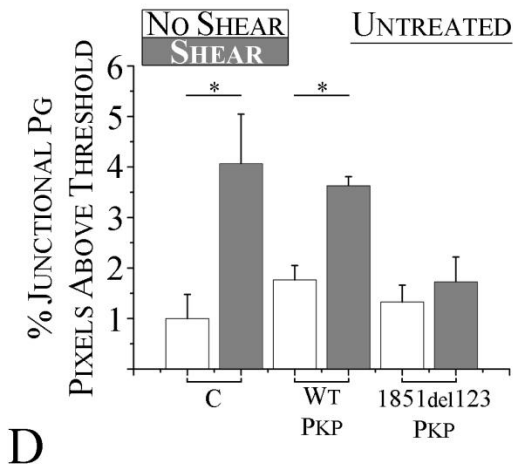 NO SHEAR
SHEAR
UNTREATED
% JUNCTIONAL PG
PIXELS ABOVE THRESHOLD
6
5
4
3
2
1
*
*
C
WT
PKP
1851del123
PKP
D